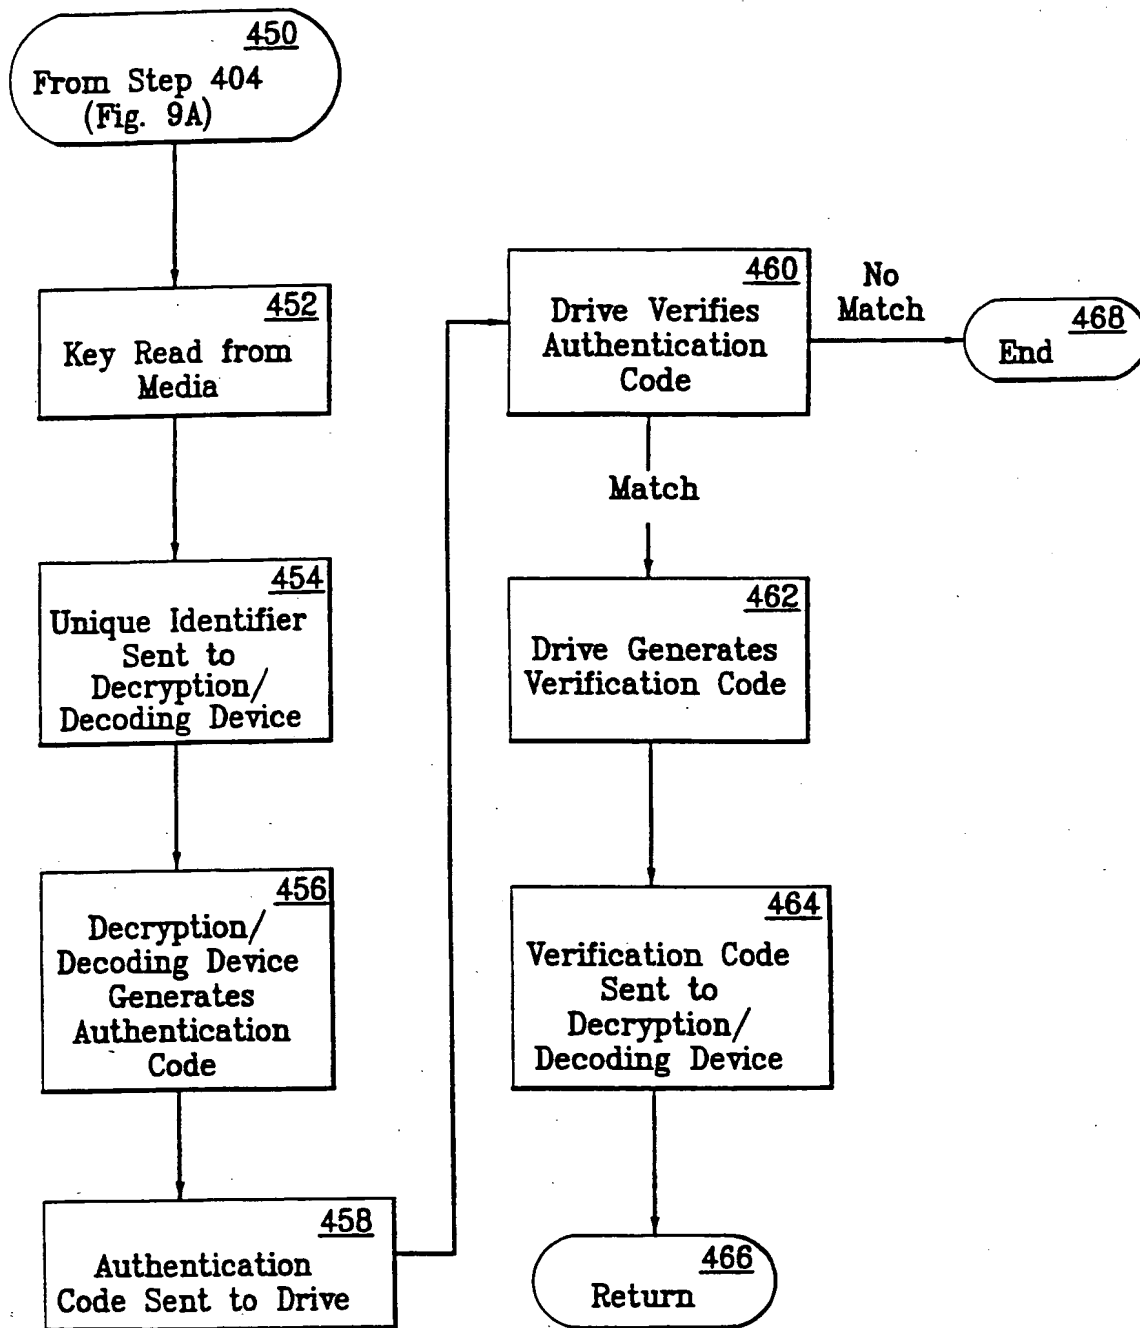 450
From Step 404
(Fig. 9A)
452
Key Read from
Media
454
Unique Identifier
Sent to
Decryption/
Decoding Device
456
Decryption/
Decoding Device
Generates
Authentication
Code
458
Authentication
Code Sent to Drive
460
Drive Verifies
Authentication
Code
No
Match
468
End
Match
462
Drive Generates
Verification Code
464
Verification Code
Sent to
Decryption/
Decoding Device
466
Return